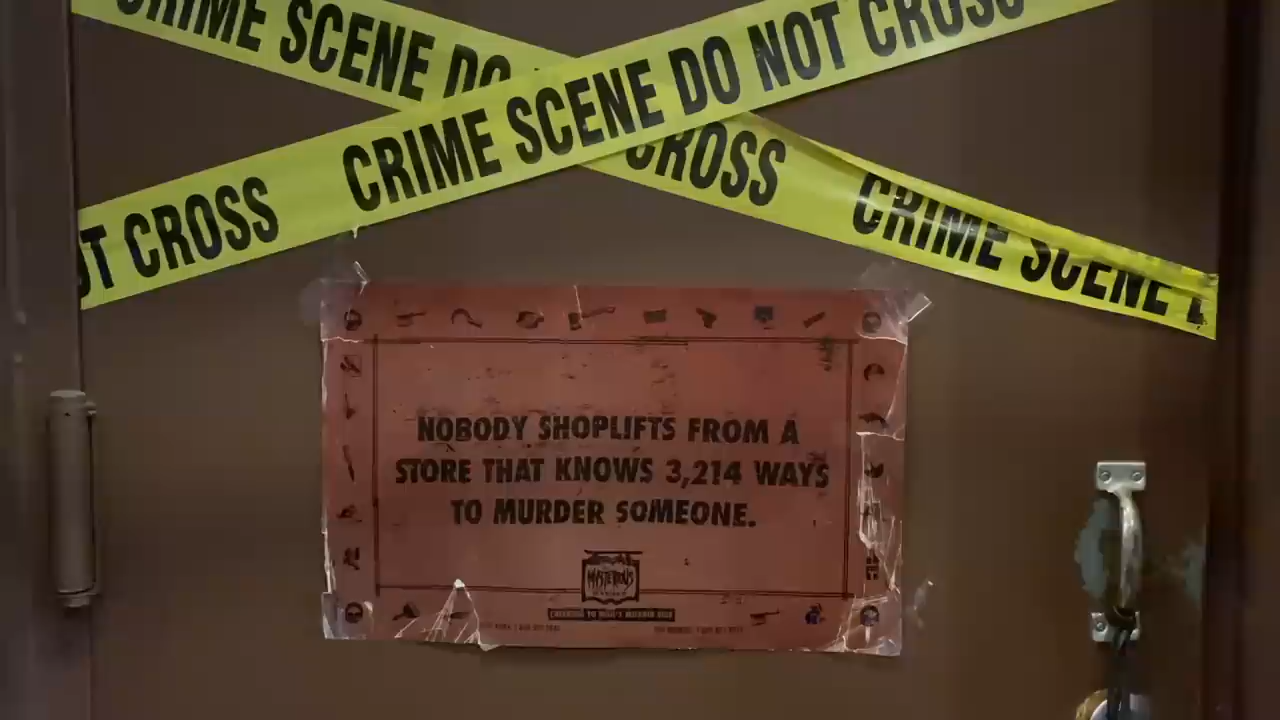 CRIME SCENE DO
CRIME SCENE DO NOT CROSS
CROSS
T CROSS
CRIME SCENE
NOBODY SHOPLIFTS FROM A
STORE THAT KNOWS 3,214 WAYS
TO MURDER SOMEONE.
MYSTERIOUS